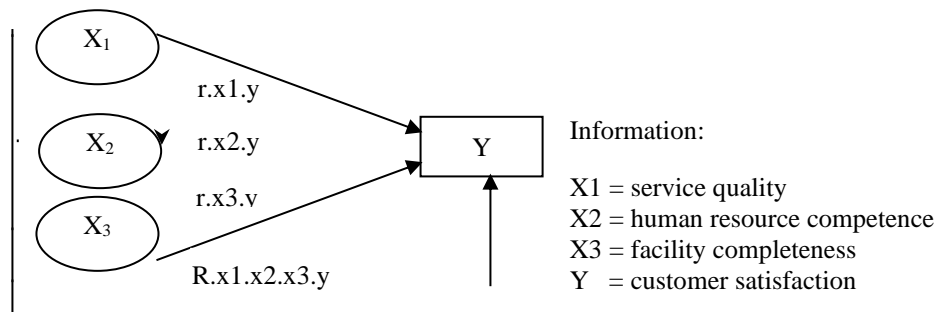 X1
r.x1.y
X2
r.x2.y
Y
X3
r.x3.y
R.x1.x2.x3.y
Information:
X1 = service quality
X2 = human resource competence
X3 = facility completeness
Y = customer satisfaction